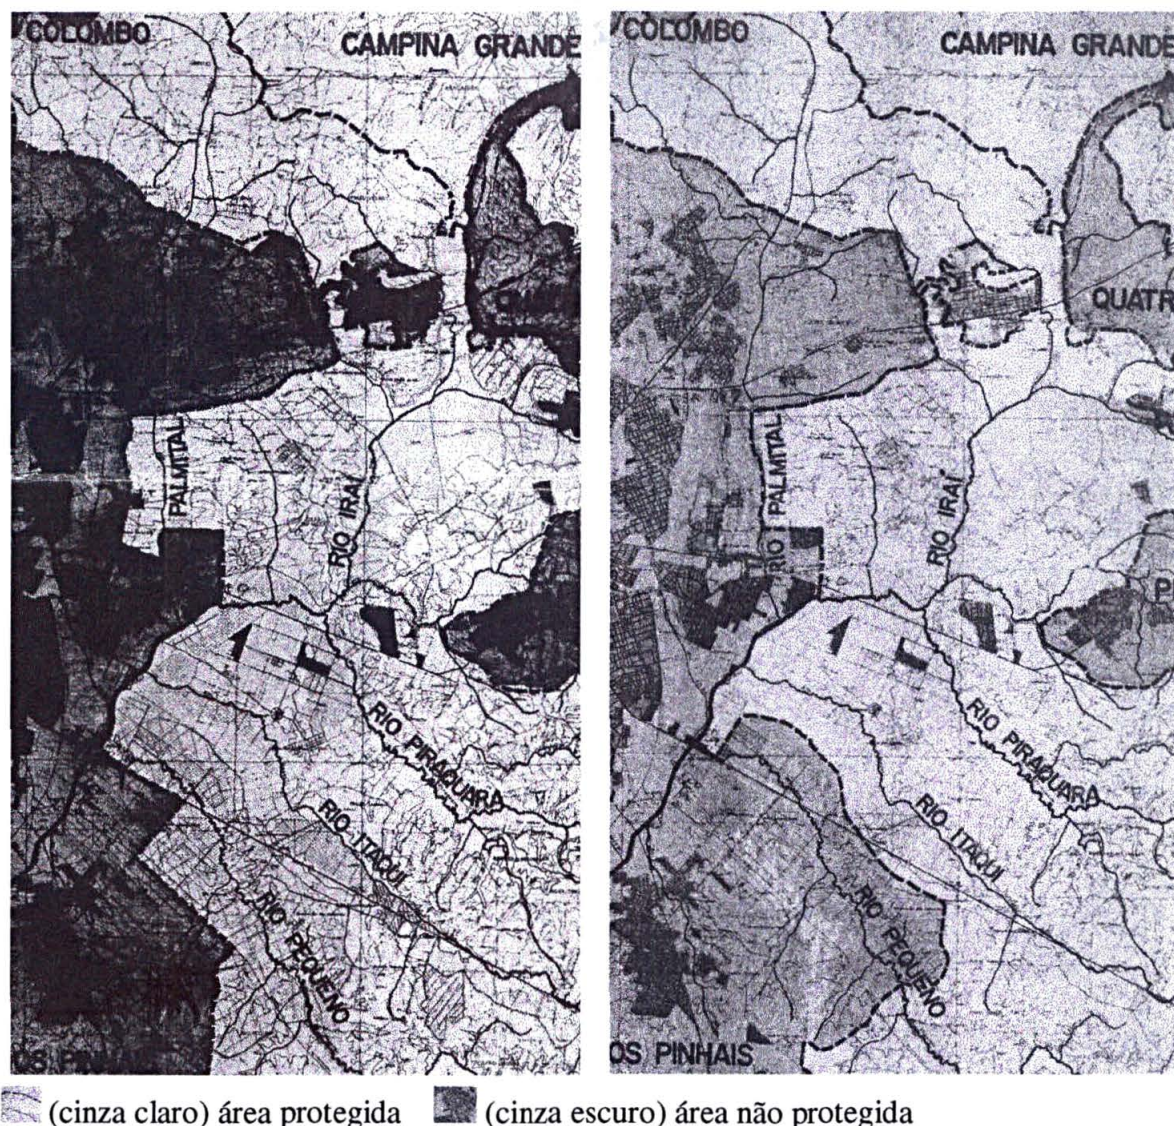 COLOMBO
CAMPINA GRANDE
PALMITAL
RIO IRAÍ
RIO PIRAQUARA
RIO ITAQUI
RIO PEQUENO
OS PINHAIS
COLOMBO
CAMPINA GRANDE
QUATR
RIO PALMITAL
RIO IRAÍ
P
RIO PIRAQUARA
RIO ITAQUI
RIO PEQUENO
OS PINHAIS
(cinza claro) área protegida (cinza escuro) área não protegida